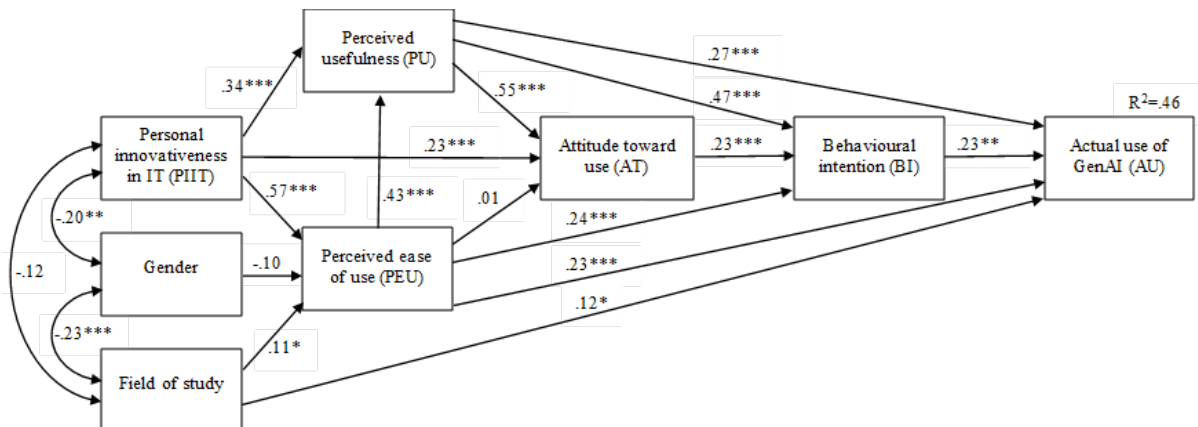 Perceived
usefulness (PU)
.27***
.34***
.55***
.47***
R²=.46
Personal
innovativeness
in IT (PIIT)
.23***
Attitude toward
use (AT)
.23***
Behavioural
intention (BI)
.23**
Actual use of
GenAI (AU)
.57***
.43***
.01
-.20**
.24***
Gender
-.10
Perceived ease
of use (PEU)
.23***
-.12
.12*
-.23***
.11*
Field of study